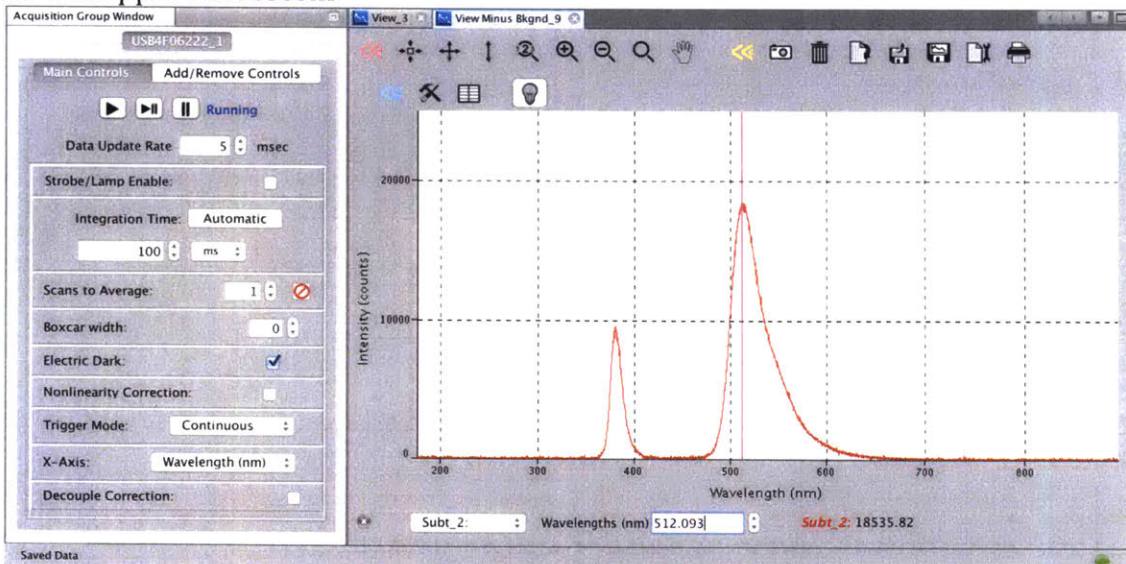 Acquisition Group Window
View_3
View Minus Bkgnd_9
USB4F06222_1
Main Controls
Add/Remove Controls
Running
Data Update Rate 5 msec
Strobe/Lamp Enable:
Integration Time: Automatic
100 ms
Scans to Average: 1
Boxcar width: 0
Electric Dark:
Nonlinearity Correction:
Trigger Mode: Continuous
X-Axis: Wavelength (nm)
Decouple Correction:
Intensity (counts)
20000
10000
0
200 300 400 500 600 700 800
Wavelength (nm)
Subt_2: Wavelengths (nm) 512.093 Subt_2: 18535.82
Saved Data